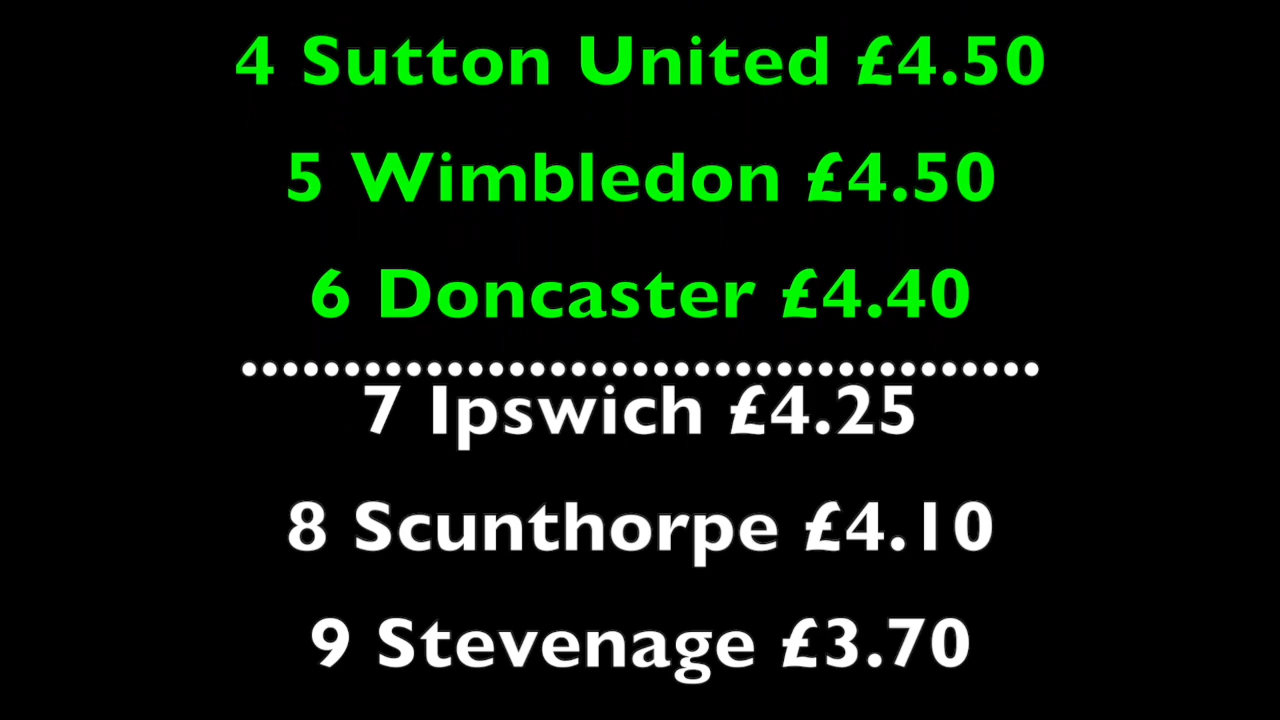 4 Sutton United £4.50
5 Wimbledon £4.50
6 Doncaster £4.40
7 Ipswich £4.25
8 Scunthorpe £4.10
9 Stevenage £3.70